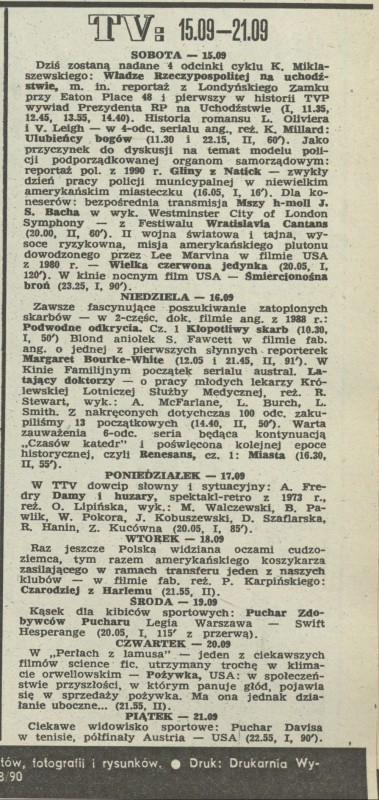 TV: 15.09—21.09
SOBOTA — 15.09
Dziś zostaną nadane 4 odcinki cyklu K. Mikla-
szewskiego: Władze Rzeczypospolitej na uchodź-
stwie, m. in. reportaż z Londyńskiego Zamku
przy Eaton Place 48 i pierwszy w historii TVP
wywiad Prezydenta RP na Uchodźstwie (I, 11.35,
12.45, 13.55, 14.40). Historia romansu L. Oliviera
i V. Leigh — w 4-odc. serialu ang., reż. K. Millard:
Ulubieńcy bogów (11.30 i 22.15, II, 60’). Jako
przyczynek do dyskusji na temat modelu poli-
cji podporządkowanej organom samorządowym:
reportaż pol. z 1990 r. Gliny z Natick — zwykły
dzień pracy policji municypalnej w niewielkim
amerykańskim miasteczku (16.05, I, 16’). Dla ko-
neserów: bezpośrednia transmisja Mszy h-moll J.
S. Bacha w wyk. Westminster City of London
Symphony — z Festiwalu Wratislavia Cantans
(20.00, II, 60’). II wojna światowa i tajna, wy-
soce ryzykowna, misja amerykańskiego plutonu
dowodzonego przez Lee Marvina w filmie USA
z 1980 r. — Wielka czerwona jedynka (20.05, I,
120’). W kinie nocnym film USA — Śmiercionośna
broń (23.25, I, 90’).
NIEDZIELA — 16.09
Zawsze fascynujące poszukiwanie zatopionych
skarbów — w 2-część. dok. filmie ang. z 1988 r.:
Podwodne odkrycia. Cz. 1 Kłopotliwy skarb (10.30,
I, 50’) Blond aniołek S. Fawcett w filmie fab.
ang. o jednej z pierwszych słynnych reporterek
Margaret Bourke-White (12.05 i 21.45, II, 91’). W
Kinie Familijnym początek serialu austral. La-
tający doktorzy — o pracy młodych lekarzy Kró-
lewskiej Lotniczej Służby Medycznej, reż. R.
Stewart, wyk.: A. McFarlane, L. Burch, L.
Smith. Z nakręconych dotychczas 100 odc. zaku-
piliśmy 13 początkowych (14.40, II, 50’). Warta
zauważenia 6-odc. seria będąca kontynuacją
„Czasów katedr” i poświęcona kolejnej epoce
historycznej, czyli Renesans, cz. 1: Miasta (16.30,
II, 55’).
PONIEDZIAŁEK — 17.09
W TTV dowcip słowny i sytuacyjny: A. Fre-
dry Damy i huzary, spektakl-retro z 1973 r.,
reż. O. Lipińska, wyk.: M. Walczewski, B. Pa-
wlik, W. Pokora, J. Kobuszewski, D. Szaflarska,
R. Hanin, Z. Kucówna (20.05, I, 85’).
WTOREK — 18.09
Raz jeszcze Polska widziana oczami cudzo-
ziemca, tym razem amerykańskiego koszykarza
zasilającego w ramach transferu jeden z naszych
klubów — w filmie fab. reż. P. Karpińskiego:
Czarodziej z Harlemu (21.55, II).
ŚRODA — 19.09
Kąsek dla kibiców sportowych: Puchar Zdo-
bywców Pucharu Legia Warszawa — Swift
Hesperange (20.05, I, 115’ z przerwą).
CZWARTEK — 20.09
W „Perłach z lamusa” — jeden z ciekawszych
filmów science fic. utrzymany trochę w klima-
cie orwellowskim — Pożywka, USA: w społeczeń-
stwie przyszłości, w którym panuje głód, pojawia
się w sprzedaży pożywka. Ma ona jednak dzia-
łanie uboczne... (21.55, II).
PIĄTEK — 21.09
Ciekawe widowisko sportowe: Puchar Davisa
w tenisie, półfinały Austria — USA (22.55, I, 90’).
tów, fotografii i rysunków. ● Druk: Drukarnia Wy-
8/90